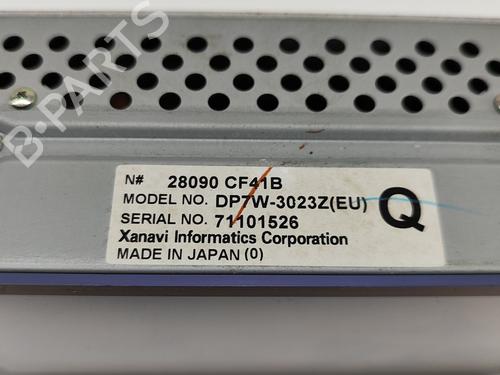 B-PARTS
N# 28090 CF41B
MODEL NO. DP7W-3023Z(EU)
SERIAL NO. 71101526
Q
Xanavi Informatics Corporation
MADE IN JAPAN (0)